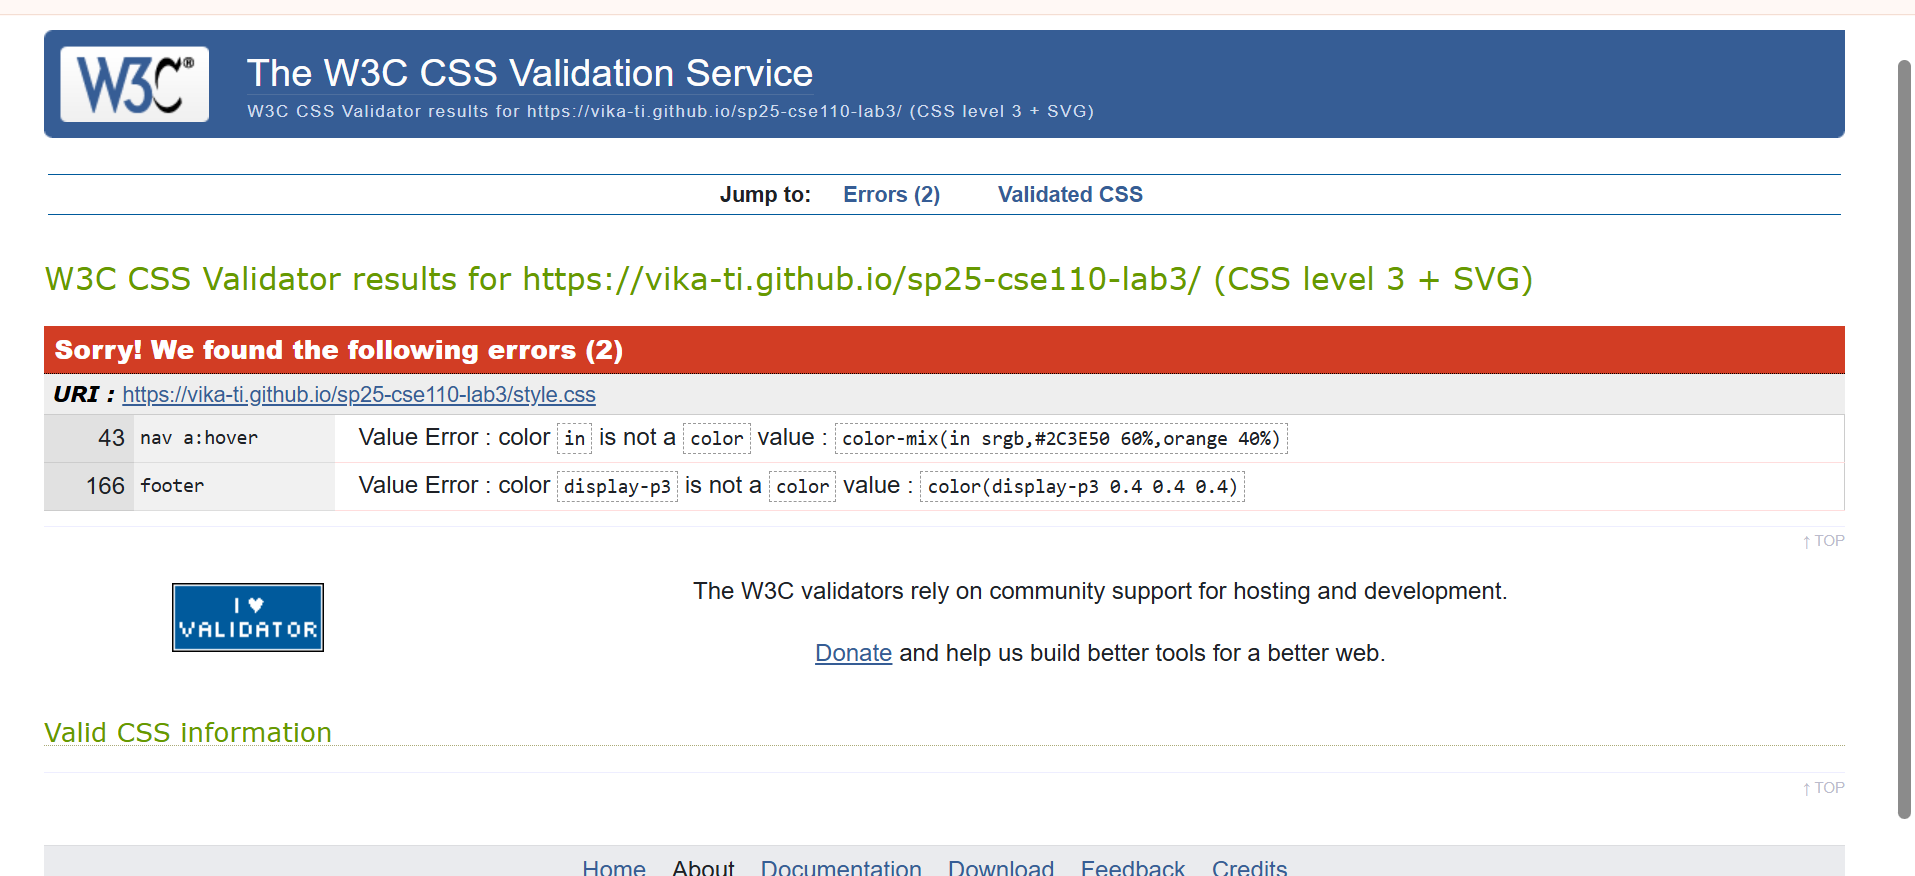 W3C®
The W3C CSS Validation Service
W3C CSS Validator results for https://vika-ti.github.io/sp25-cse110-lab3/ (CSS level 3 + SVG)
Jump to: Errors (2) Validated CSS
W3C CSS Validator results for https://vika-ti.github.io/sp25-cse110-lab3/ (CSS level 3 + SVG)
Sorry! We found the following errors (2)
URI : https://vika-ti.github.io/sp25-cse110-lab3/style.css
43 nav a:hover Value Error : color in is not a color value : color-mix(in srgb,#2C3E50 60%,orange 40%)
166 footer Value Error : color display-p3 is not a color value : color(display-p3 0.4 0.4 0.4)
↑ TOP
I ♥
VALIDATOR
The W3C validators rely on community support for hosting and development.
Donate and help us build better tools for a better web.
Valid CSS information
↑ TOP
Home About Documentation Download Feedback Credits